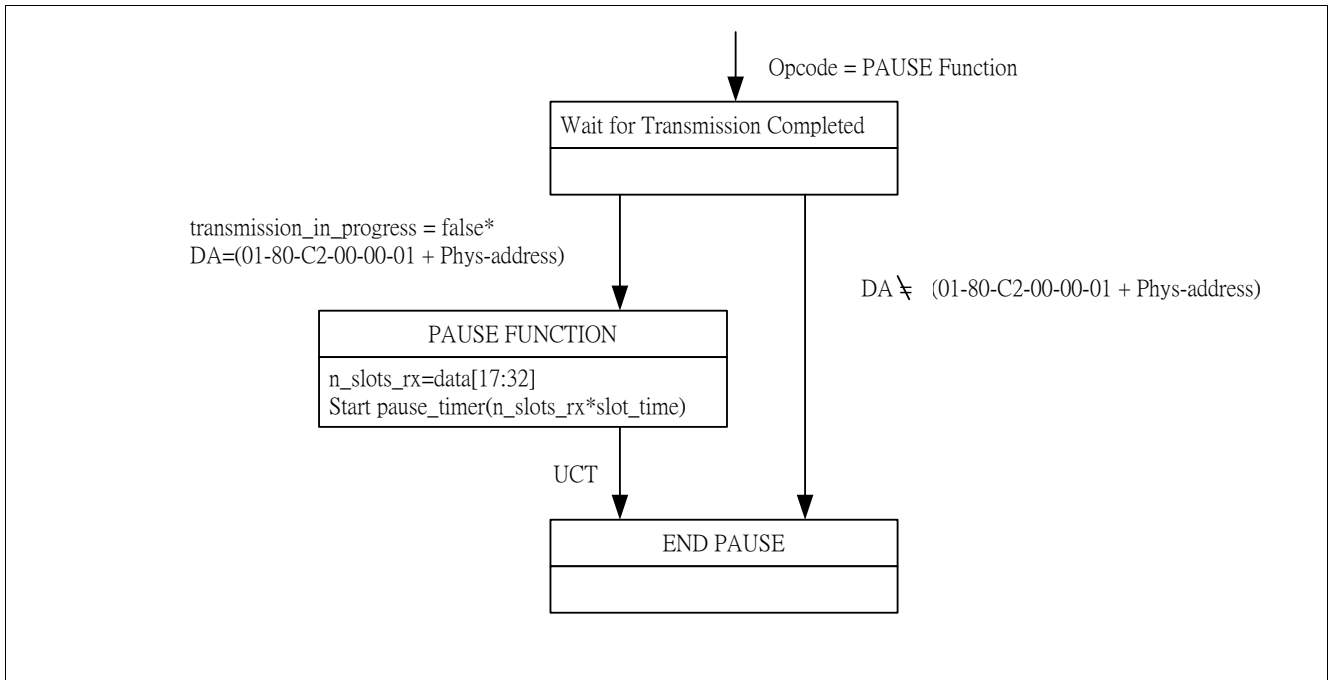 Opcode = PAUSE Function
Wait for Transmission Completed
transmission_in_progress = false*
DA=(01-80-C2-00-00-01 + Phys-address)
DA ≠ (01-80-C2-00-00-01 + Phys-address)
PAUSE FUNCTION
n_slots_rx=data[17:32]
Start pause_timer(n_slots_rx*slot_time)
UCT
END PAUSE